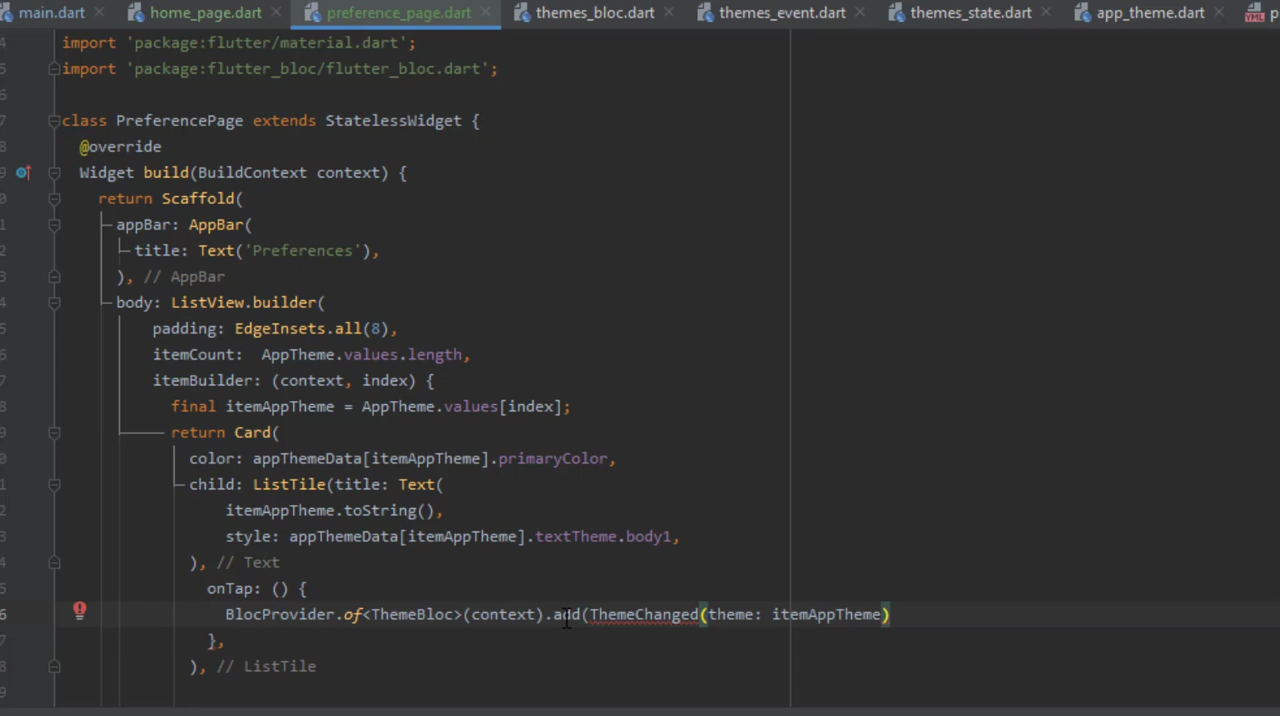 main.dart home_page.dart preference_page.dart themes_bloc.dart themes_event.dart themes_state.dart app_theme.dart
import 'package:flutter/material.dart';
import 'package:flutter_bloc/flutter_bloc.dart';
class PreferencePage extends StatelessWidget {
@override
Widget build(BuildContext context) {
return Scaffold(
appBar: AppBar(
title: Text('Preferences'),
), // AppBar
body: ListView.builder(
padding: EdgeInsets.all(8),
itemCount:  AppTheme.values.length,
itemBuilder: (context, index) {
final itemAppTheme = AppTheme.values[index];
return Card(
color: appThemeData[itemAppTheme].primaryColor,
child: ListTile(title: Text(
itemAppTheme.toString(),
style: appThemeData[itemAppTheme].textTheme.body1,
), // Text
onTap: () {
BlocProvider.of<ThemeBloc>(context).add(ThemeChanged(theme: itemAppTheme)
},
), // ListTile